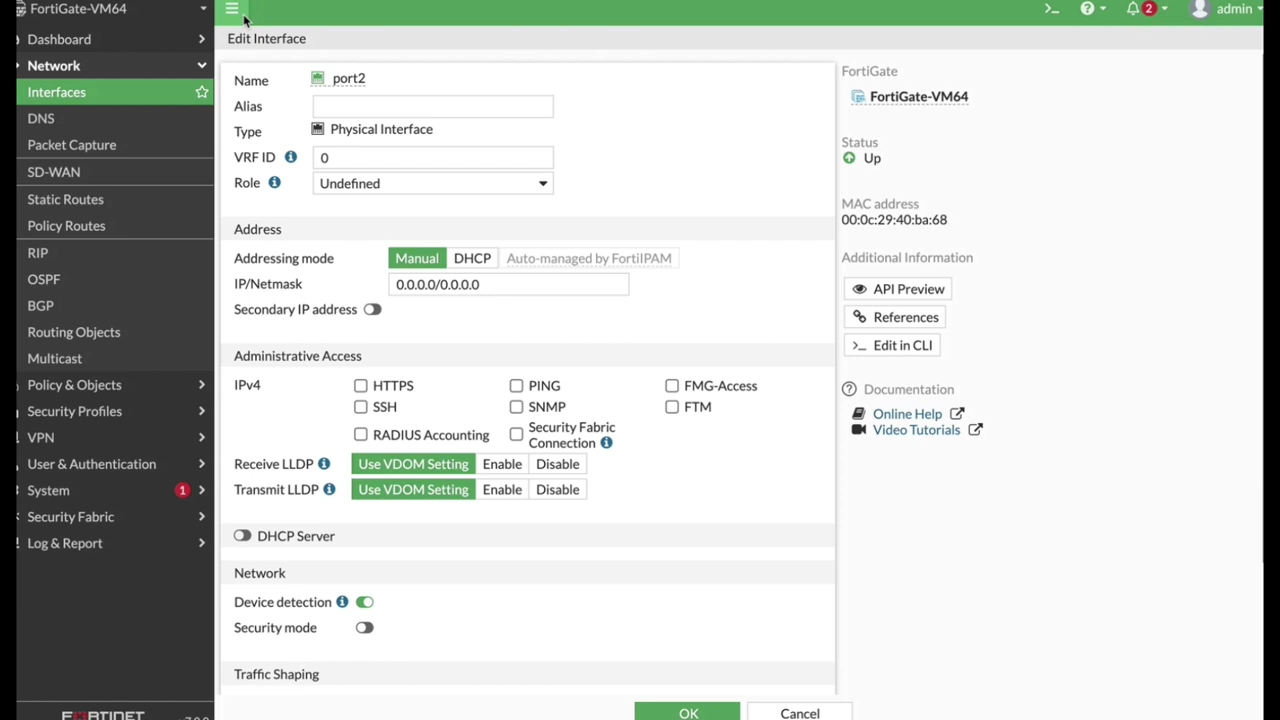 FortiGate-VM64
2
admin
Dashboard
Network
Interfaces
DNS
Packet Capture
SD-WAN
Static Routes
Policy Routes
RIP
OSPF
BGP
Routing Objects
Multicast
Policy & Objects
Security Profiles
VPN
User & Authentication
System 1
Security Fabric
Log & Report
FORTINET
Edit Interface
Name port2
Alias
Type Physical Interface
VRF ID 0
Role Undefined
Address
Addressing mode Manual DHCP Auto-managed by FortiIPAM
IP/Netmask 0.0.0.0/0.0.0.0
Secondary IP address
Administrative Access
IPv4 HTTPS PING FMG-Access
SSH SNMP FTM
RADIUS Accounting Security Fabric
Connection
Receive LLDP Use VDOM Setting Enable Disable
Transmit LLDP Use VDOM Setting Enable Disable
DHCP Server
Network
Device detection
Security mode
Traffic Shaping
OK Cancel
FortiGate
FortiGate-VM64
Status
Up
MAC address
00:0c:29:40:ba:68
Additional Information
API Preview
References
>_ Edit in CLI
Documentation
Online Help
Video Tutorials